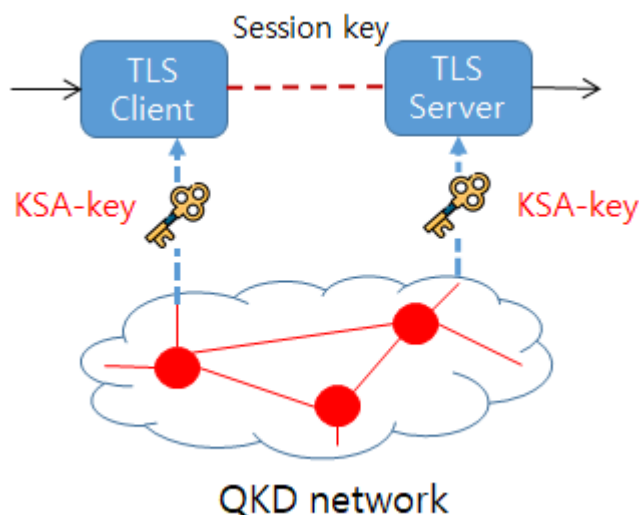 Session key
TLS
Client
TLS
Server
KSA-key
KSA-key
QKD network